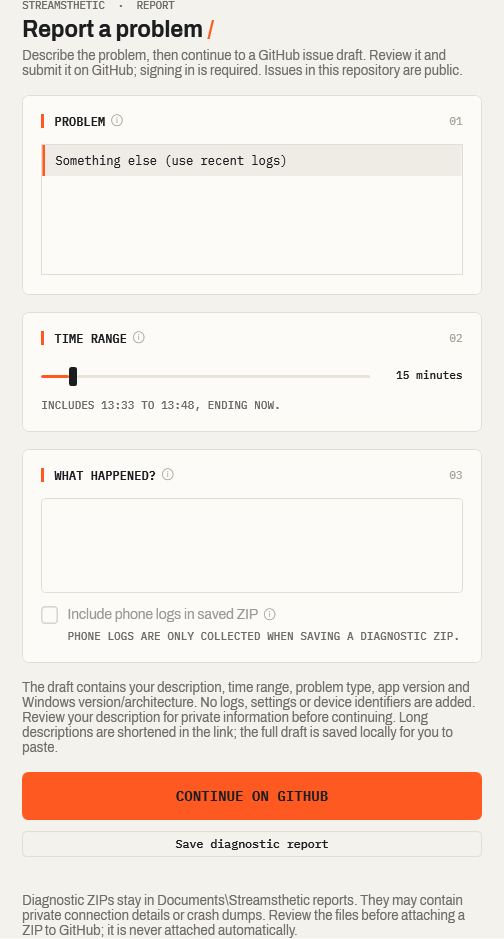 STREAMSTHETIC · REPORT
Report a problem /
Describe the problem, then continue to a GitHub issue draft. Review it and
submit it on GitHub; signing in is required. Issues in this repository are public.
PROBLEM 01
Something else (use recent logs)
TIME RANGE 02
15 minutes
INCLUDES 13:33 TO 13:48, ENDING NOW.
WHAT HAPPENED? 03
Include phone logs in saved ZIP
PHONE LOGS ARE ONLY COLLECTED WHEN SAVING A DIAGNOSTIC ZIP.
The draft contains your description, time range, problem type, app version and
Windows version/architecture. No logs, settings or device identifiers are added.
Review your description for private information before continuing. Long
descriptions are shortened in the link; the full draft is saved locally for you to
paste.
CONTINUE ON GITHUB
Save diagnostic report
Diagnostic ZIPs stay in Documents\Streamsthetic reports. They may contain
private connection details or crash dumps. Review the files before attaching a
ZIP to GitHub; it is never attached automatically.